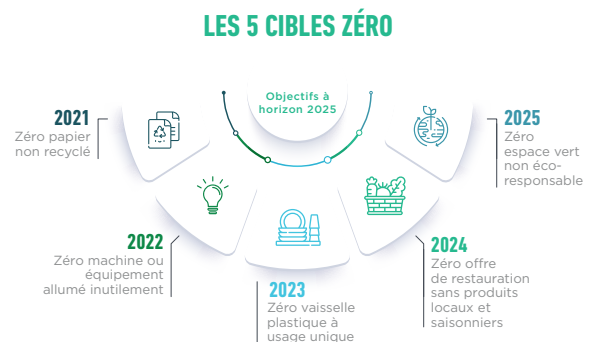 LES 5 CIBLES ZÉRO
Objectifs à
horizon 2025
2021
Zéro papier
non recyclé
2022
Zéro machine ou
équipement
allumé inutilement
2023
Zéro vaisselle
plastique à
usage unique
2024
Zéro offre
de restauration
sans produits
locaux et
saisonniers
2025
Zéro
espace vert
non éco-
responsable